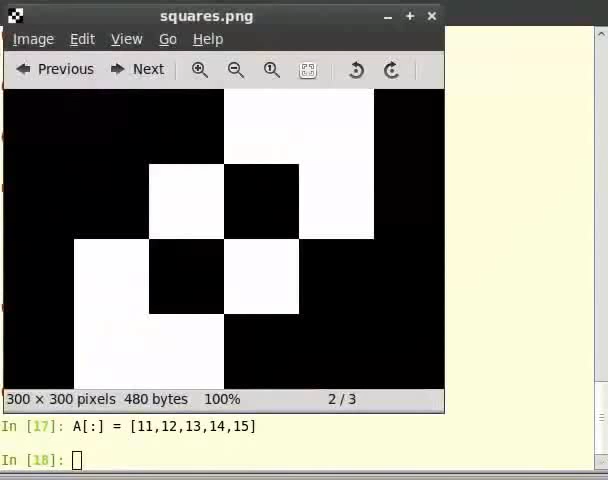 squares.png
Image Edit View Go Help
Previous Next
300 × 300 pixels 480 bytes 100% 2 / 3
In [17]: A[:] = [11,12,13,14,15]
In [18]: